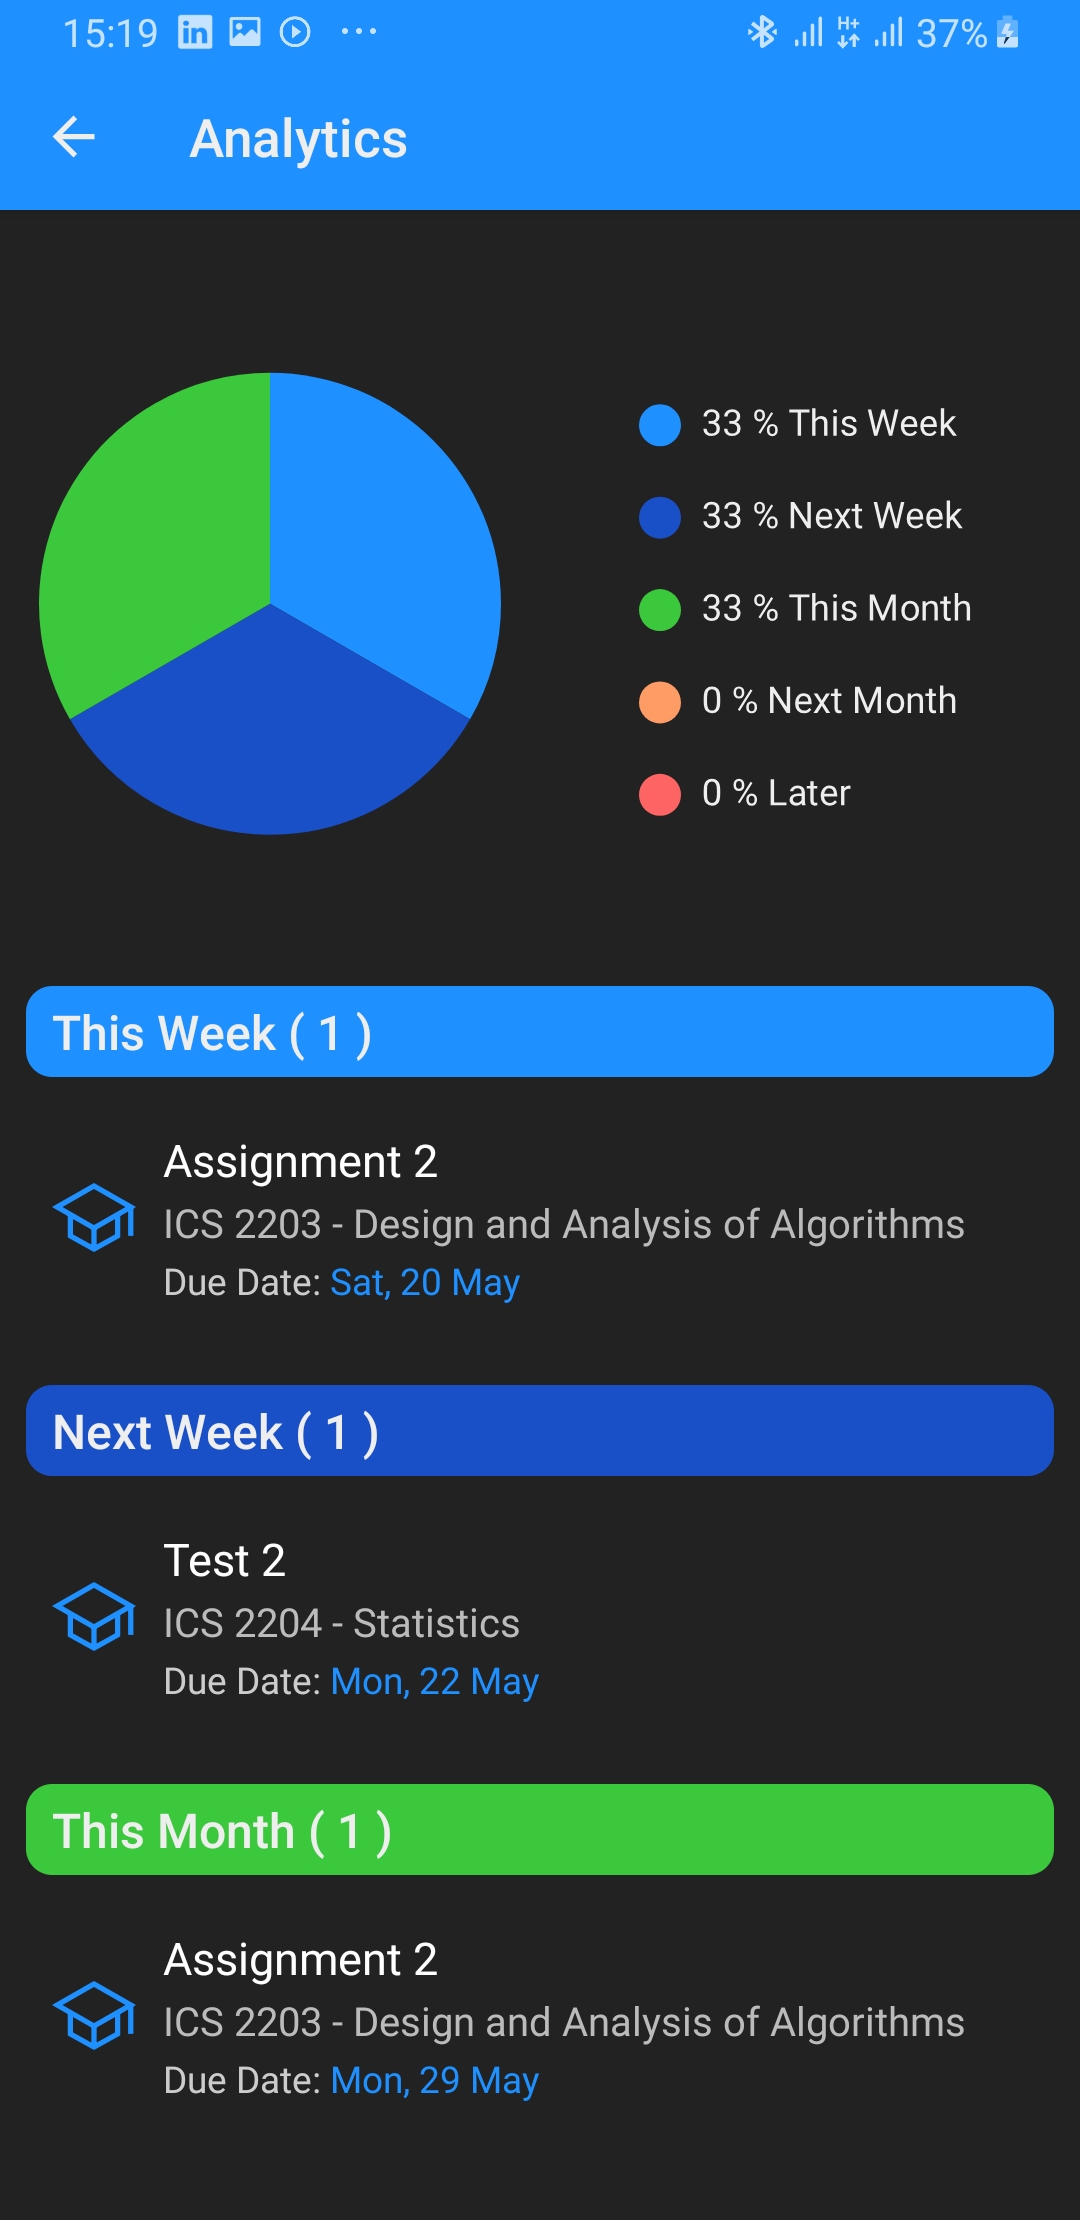 15:19
37%
Analytics
33 % This Week
33 % Next Week
33 % This Month
0 % Next Month
0 % Later
This Week ( 1 )
Assignment 2
ICS 2203 - Design and Analysis of Algorithms
Due Date: Sat, 20 May
Next Week ( 1 )
Test 2
ICS 2204 - Statistics
Due Date: Mon, 22 May
This Month ( 1 )
Assignment 2
ICS 2203 - Design and Analysis of Algorithms
Due Date: Mon, 29 May